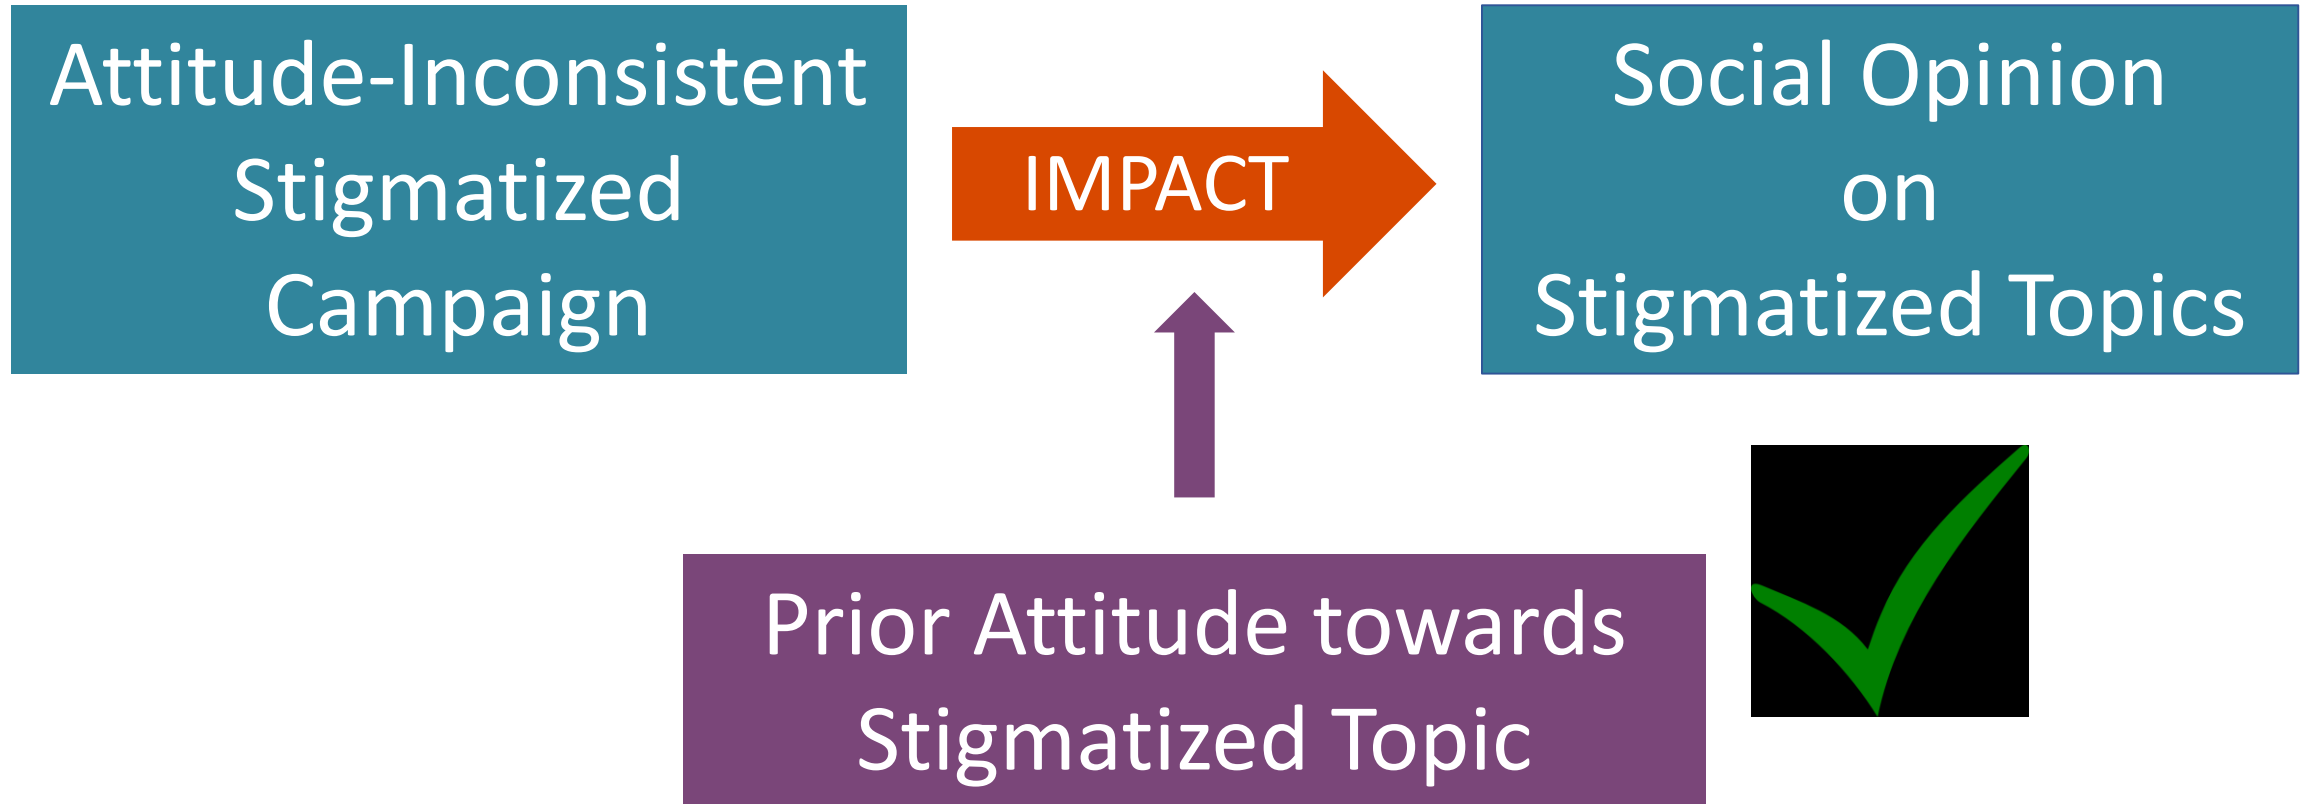 Attitude-Inconsistent
Stigmatized
Campaign
IMPACT
Social Opinion
on
Stigmatized Topics
Prior Attitude towards
Stigmatized Topic